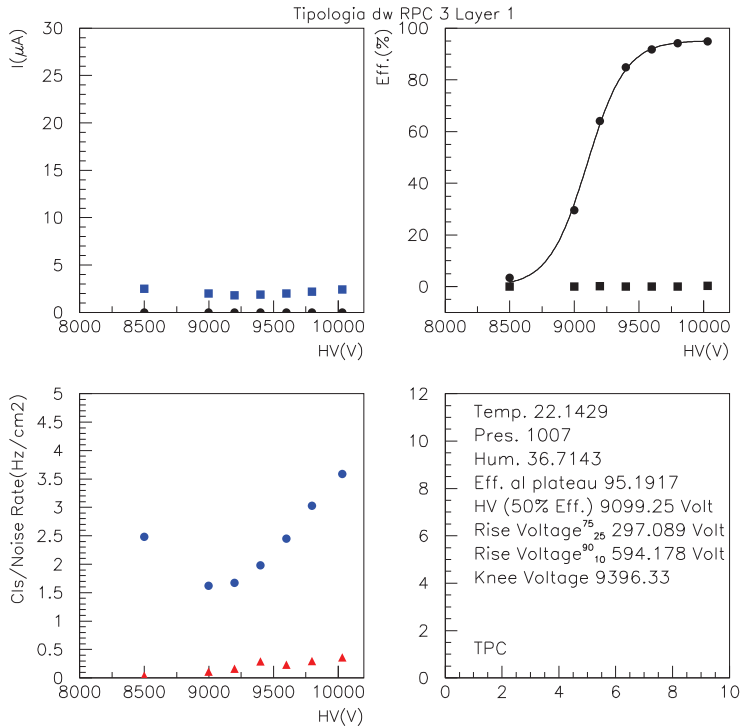 Tipologia dw RPC 3 Layer 1
I(μA)
30
25
20
15
10
5
0
8000 8500 9000 9500 10000
HV(V)
Eff.(%)
100
80
60
40
20
0
8000 8500 9000 9500 10000
HV(V)
Cls/Noise Rate(Hz/cm2)
5
4.5
4
3.5
3
2.5
2
1.5
1
0.5
0
8000 8500 9000 9500 10000
HV(V)
12
10
8
6
4
2
0
Temp. 22.1429
Pres. 1007
Hum. 36.7143
Eff. al plateau 95.1917
HV (50% Eff.) 9099.25 Volt
Rise Voltage 75 25 297.089 Volt
Rise Voltage 90 10 594.178 Volt
Knee Voltage 9396.33
TPC
0 2 4 6 8 10